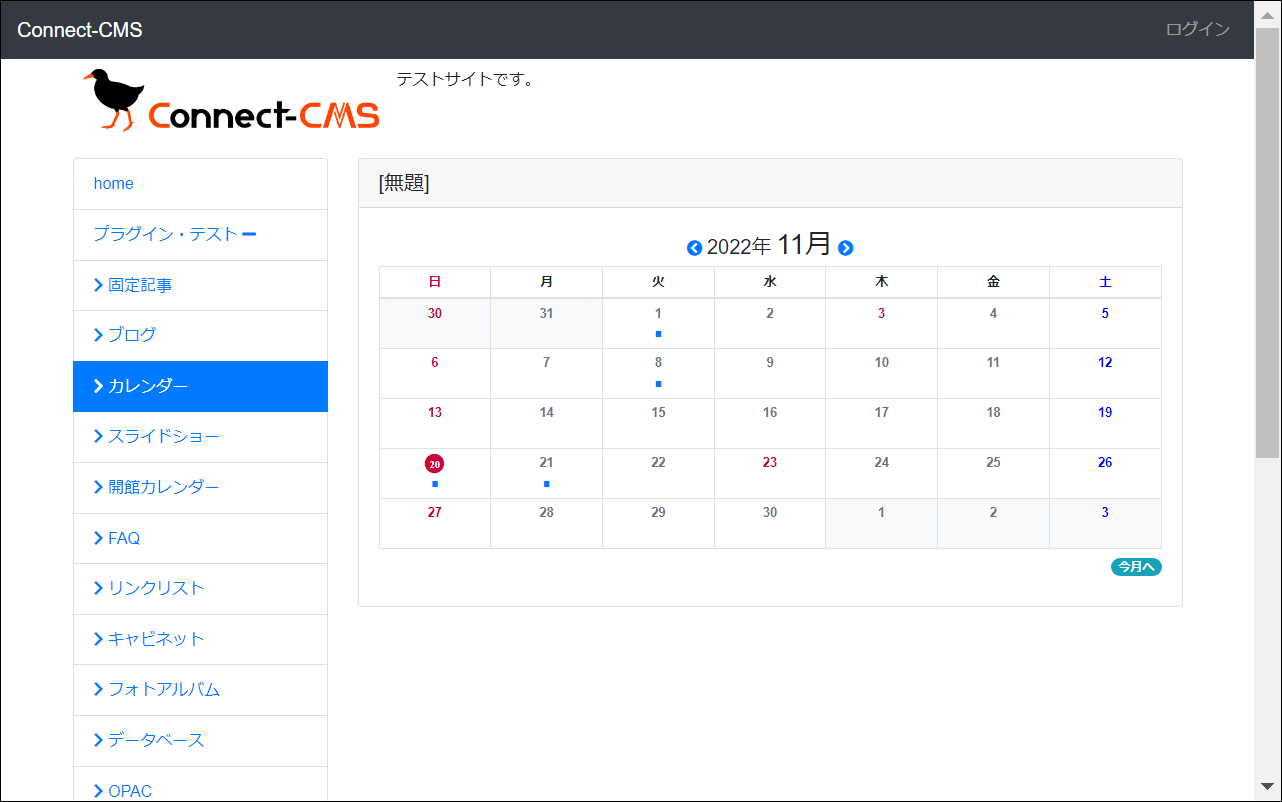 Connect-CMS
ログイン
Connect-CMS
テストサイトです。
home
プラグイン・テスト
固定記事
ブログ
カレンダー
スライドショー
開館カレンダー
FAQ
リンクリスト
キャビネット
フォトアルバム
データベース
OPAC
[無題]
2022年 11月
日 月 火 水 木 金 土
30 31 1 2 3 4 5
6 7 8 9 10 11 12
13 14 15 16 17 18 19
20 21 22 23 24 25 26
27 28 29 30 1 2 3
今月へ